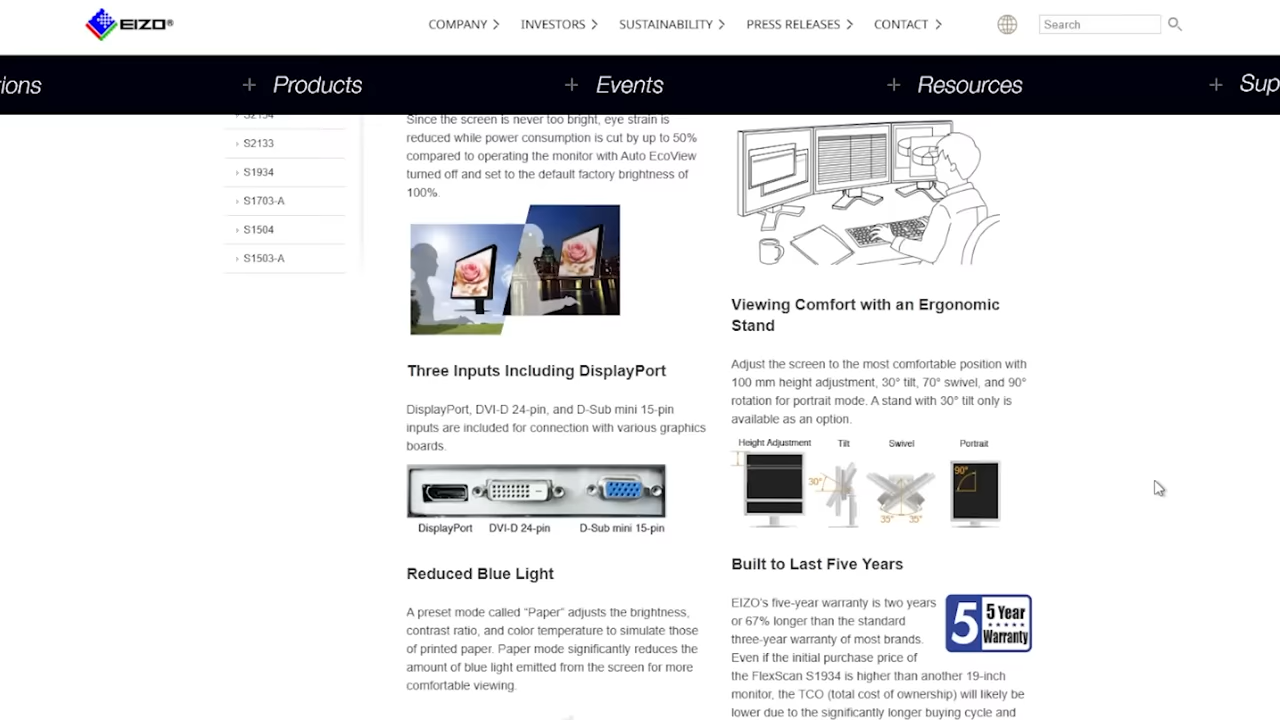 EIZO®
COMPANY
INVESTORS
SUSTAINABILITY
PRESS RELEASES
CONTACT
Search
ions
+ Products
+ Events
+ Resources
+ Sup
S2133
S1934
S1703-A
S1504
S1503-A
Since the screen is never too bright, eye strain is
reduced while power consumption is cut by up to 50%
compared to operating the monitor with Auto EcoView
turned off and set to the default factory brightness of
100%.
Three Inputs Including DisplayPort
DisplayPort, DVI-D 24-pin, and D-Sub mini 15-pin
inputs are included for connection with various graphics
boards.
DisplayPort DVI-D 24-pin D-Sub mini 15-pin
Reduced Blue Light
A preset mode called “Paper” adjusts the brightness,
contrast ratio, and color temperature to simulate those
of printed paper. Paper mode significantly reduces the
amount of blue light emitted from the screen for more
comfortable viewing.
Viewing Comfort with an Ergonomic
Stand
Adjust the screen to the most comfortable position with
100 mm height adjustment, 30° tilt, 70° swivel, and 90°
rotation for portrait mode. A stand with 30° tilt only is
available as an option.
Height Adjustment Tilt Swivel Portrait
30°
35° 35°
90°
Built to Last Five Years
EIZO’s five-year warranty is two years
or 67% longer than the standard
three-year warranty of most brands.
Even if the initial purchase price of
the FlexScan S1934 is higher than another 19-inch
monitor, the TCO (total cost of ownership) will likely be
lower due to the significantly longer buying cycle and
5
5 Year
Warranty